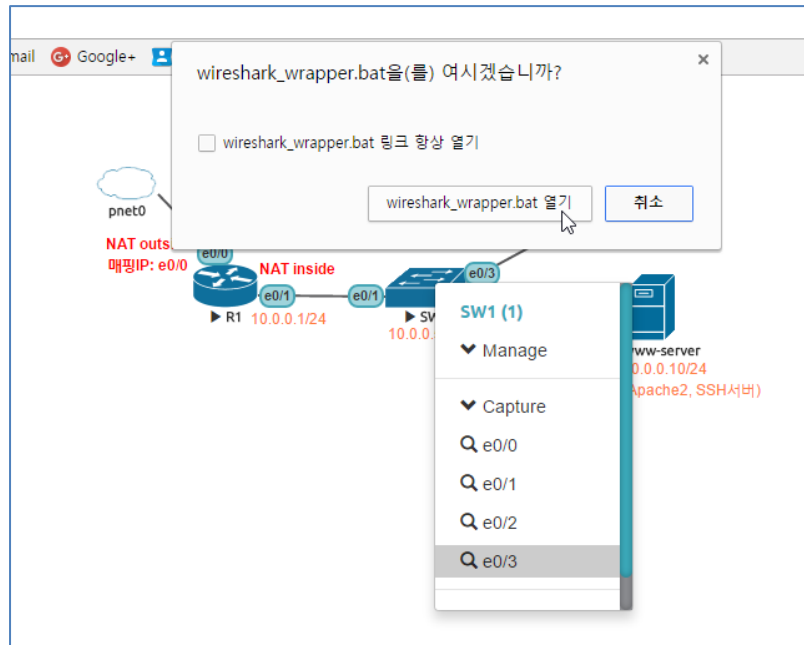 mail Google+
wireshark_wrapper.bat을(를) 여시겠습니까?
wireshark_wrapper.bat 링크 항상 열기
wireshark_wrapper.bat 열기
취소
pnet0
NAT outs
매핑IP: e0/0
e0/0
NAT inside
e0/1
e0/1
e0/3
R1
10.0.0.1/24
SW
10.0.0.
SW1 (1)
Manage
Capture
e0/0
e0/1
e0/2
e0/3
www-server
0.0.0.10/24
Apache2, SSH서버)